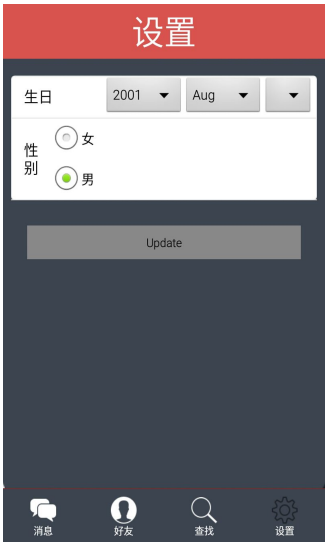 设置
生日 2001 Aug
性别
女
男
Update
消息 好友 查找 设置